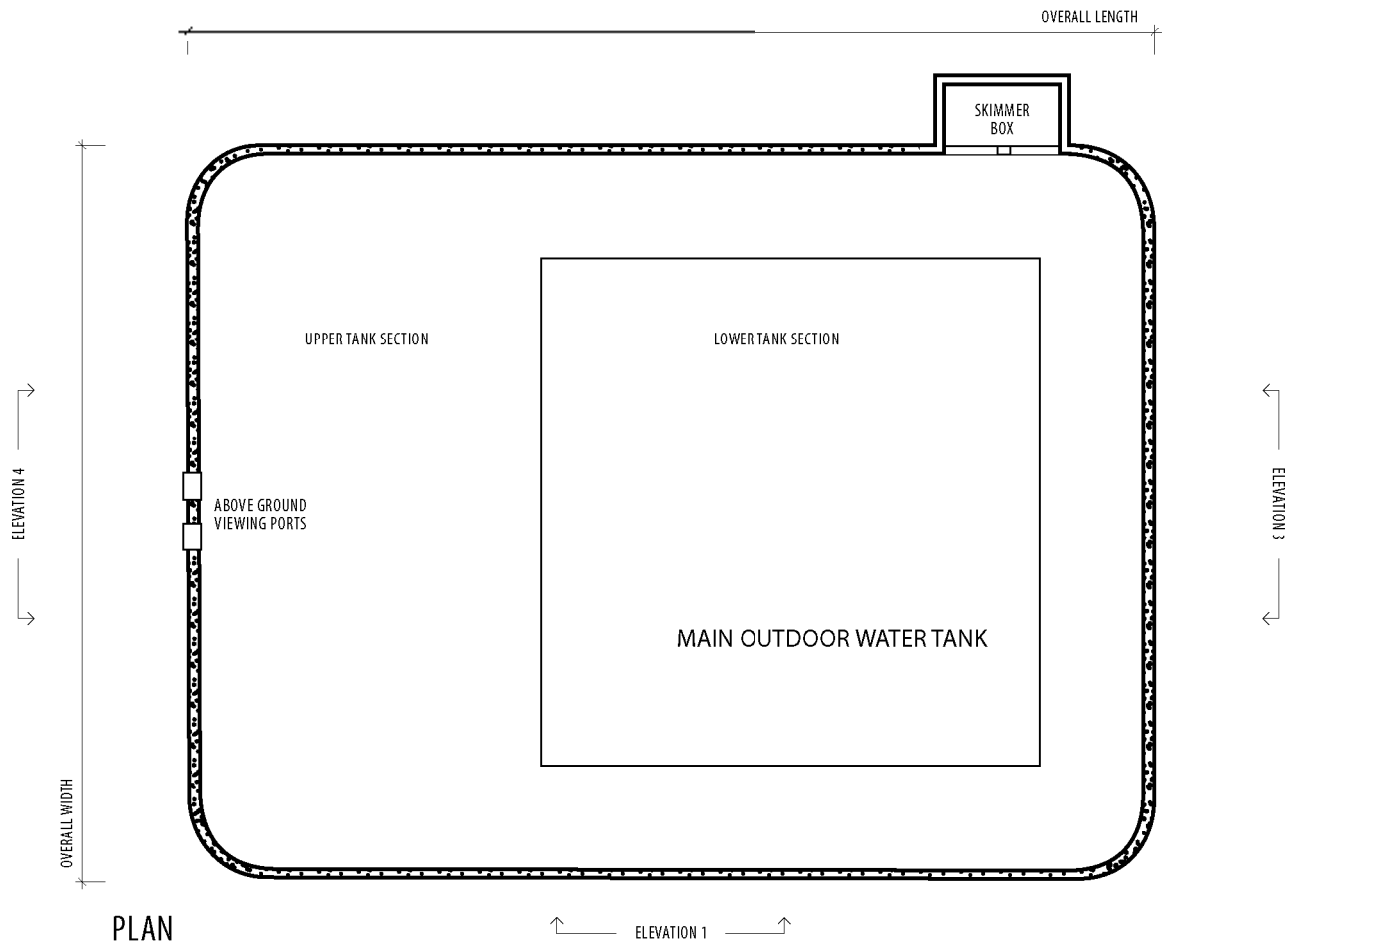 OVERALL LENGTH
SKIMMER
BOX
UPPER TANK SECTION
LOWER TANK SECTION
ELEVATION 4
ABOVE GROUND
VIEWING PORTS
ELEVATION 3
MAIN OUTDOOR WATER TANK
OVERALL WIDTH
PLAN
ELEVATION 1